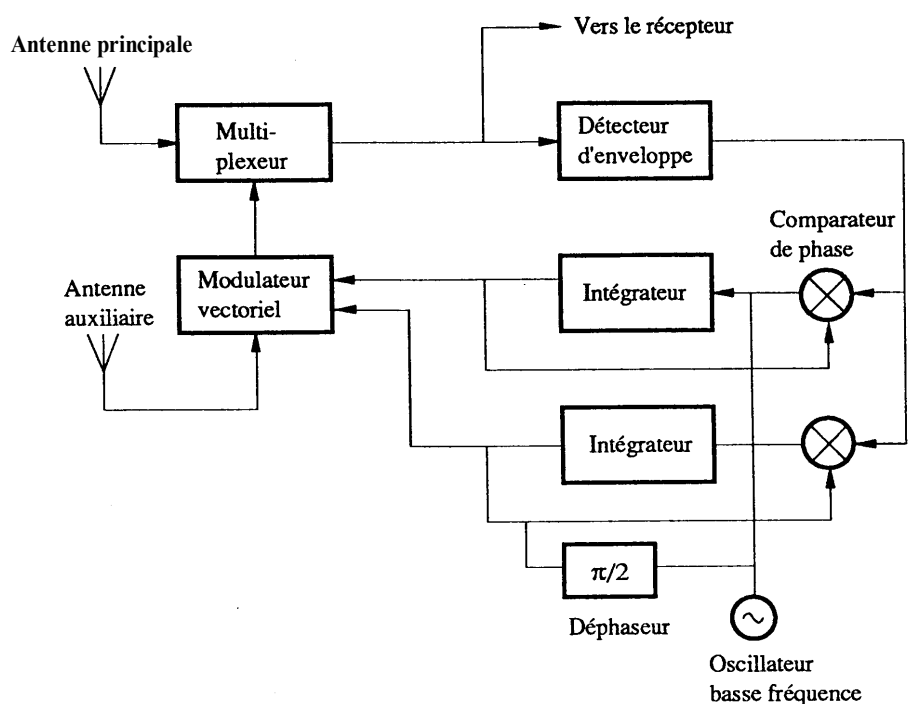 Vers le récepteur
Antenne principale
Multi-
plexeur
Détecteur
d'enveloppe
Comparateur
de phase
Antenne
auxiliaire
Modulateur
vectoriel
Intégrateur
Intégrateur
π/2
Déphaseur
Oscillateur
basse fréquence